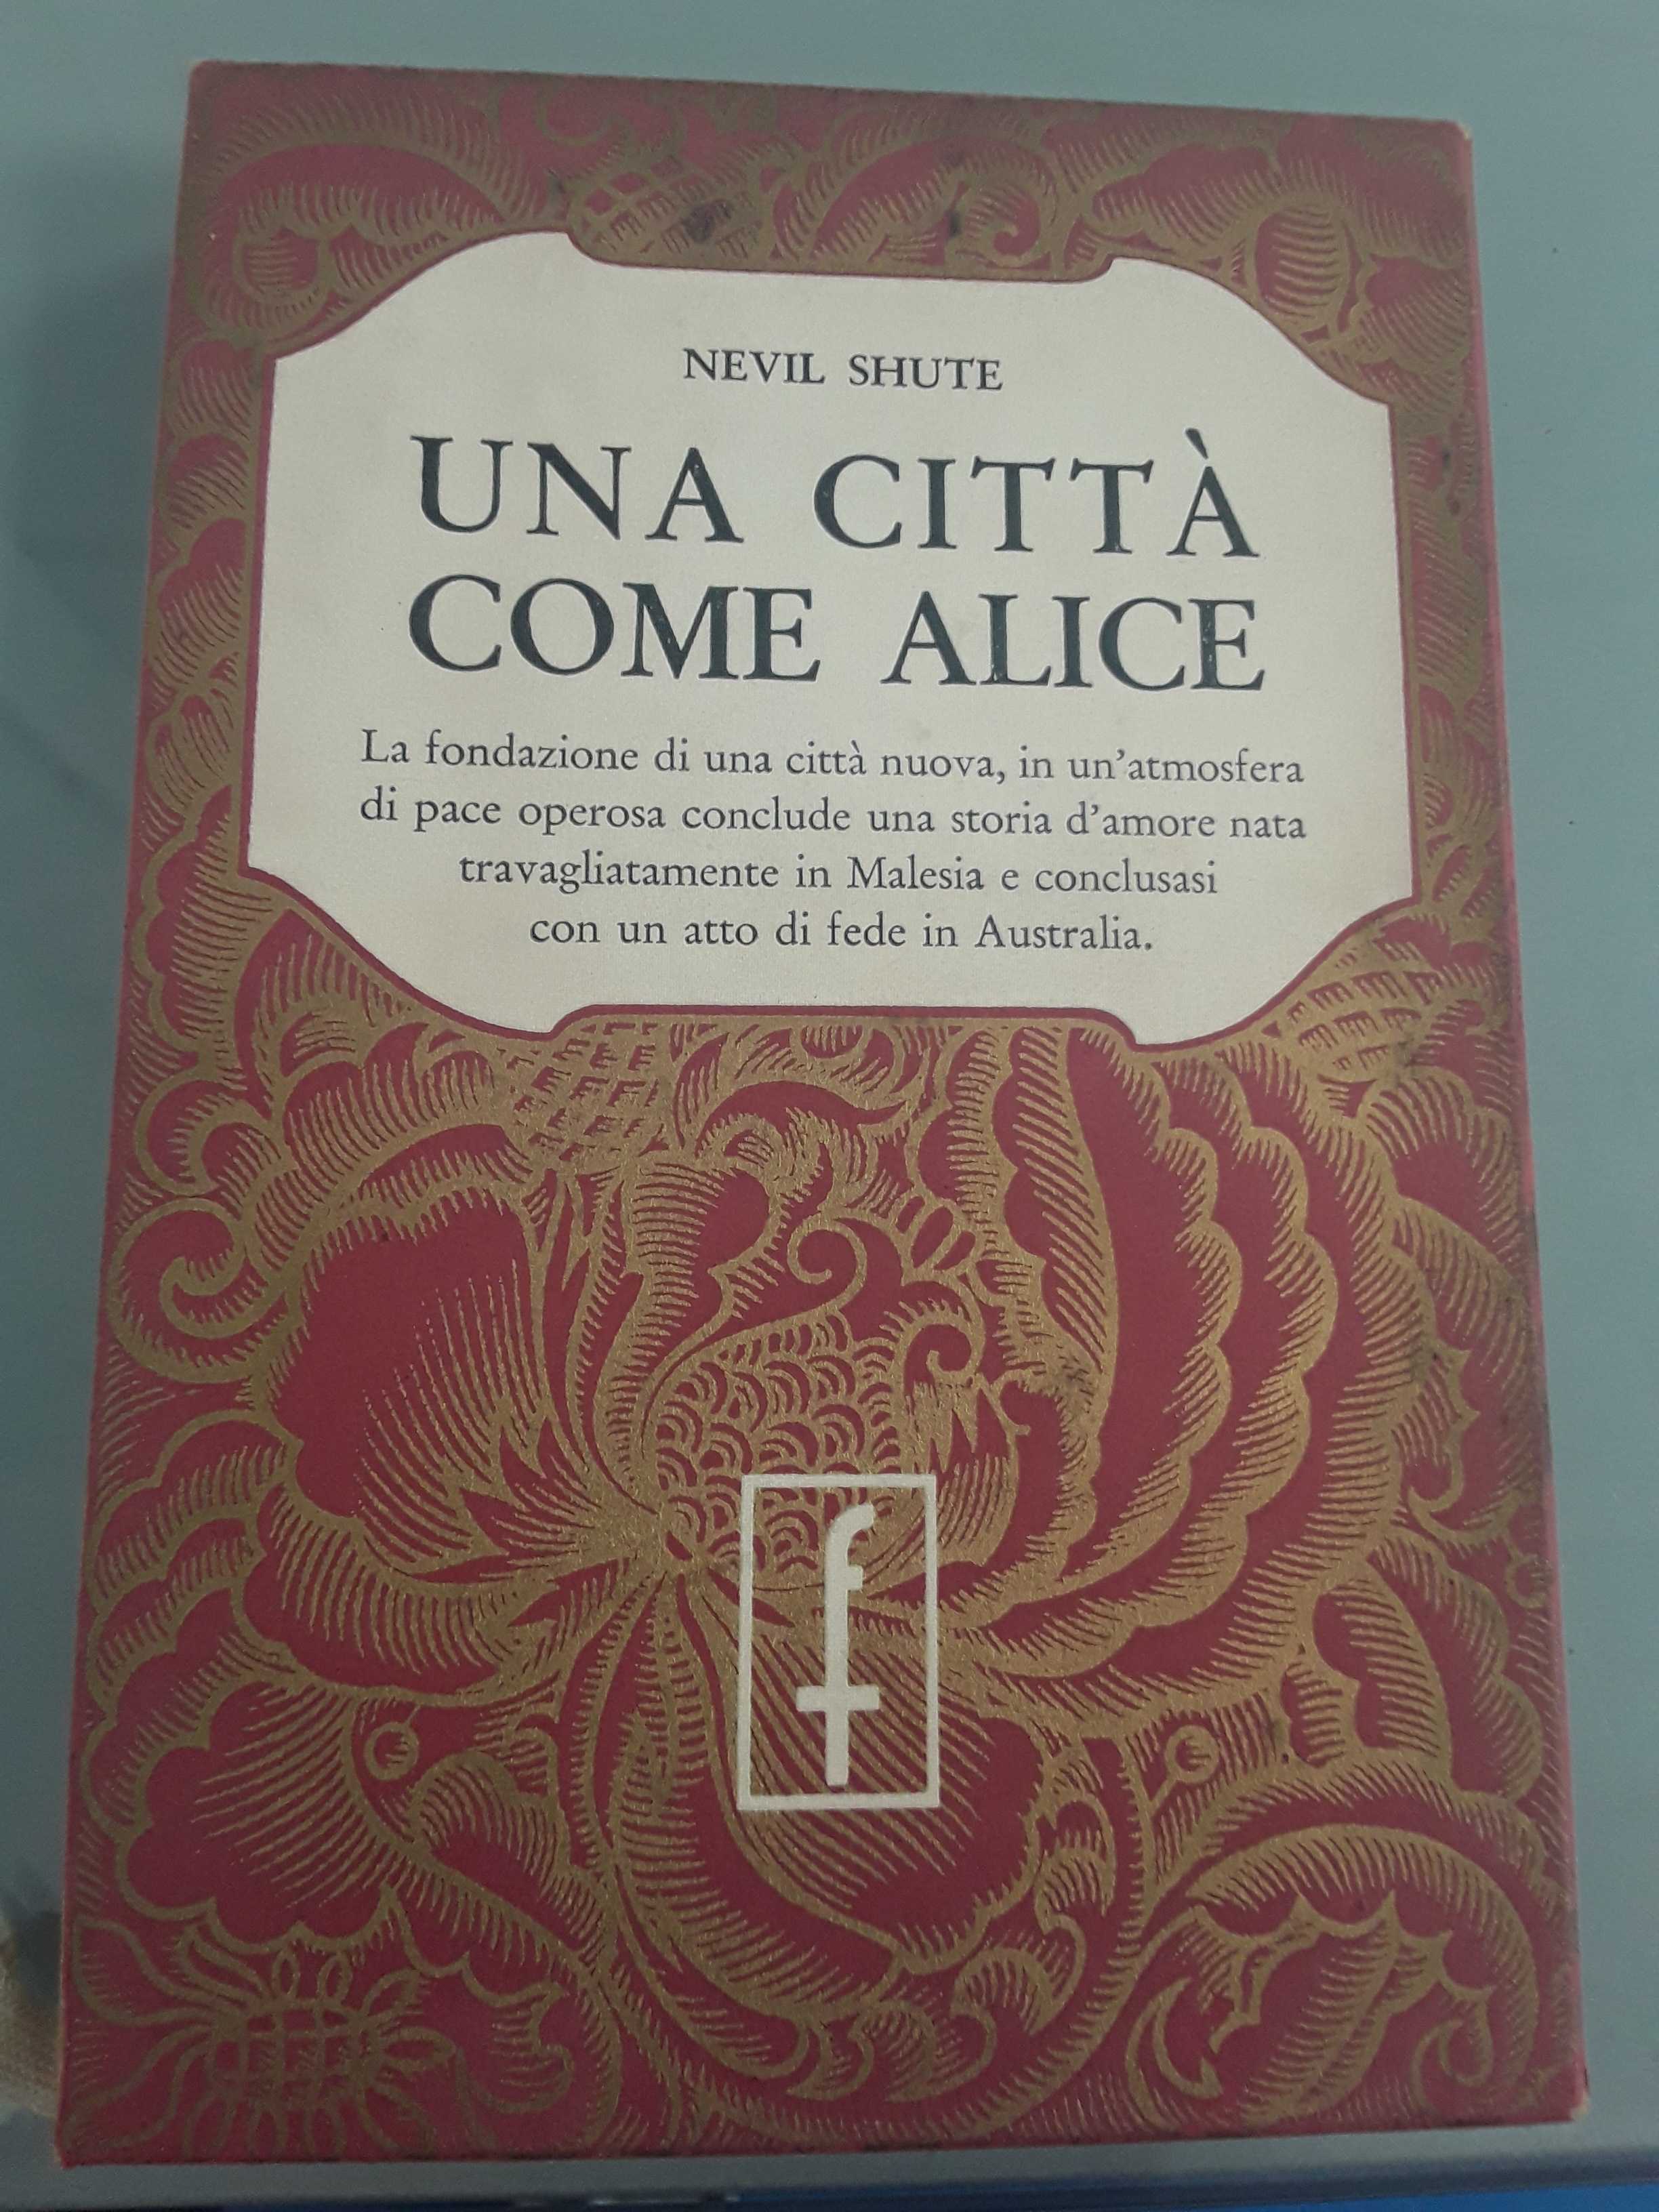 NEVIL SHUTE
UNA CITTÀ
COME ALICE
La fondazione di una città nuova, in un'atmosfera
di pace operosa conclude una storia d'amore nata
travagliatamente in Malesia e conclusasi
con un atto di fede in Australia.
f